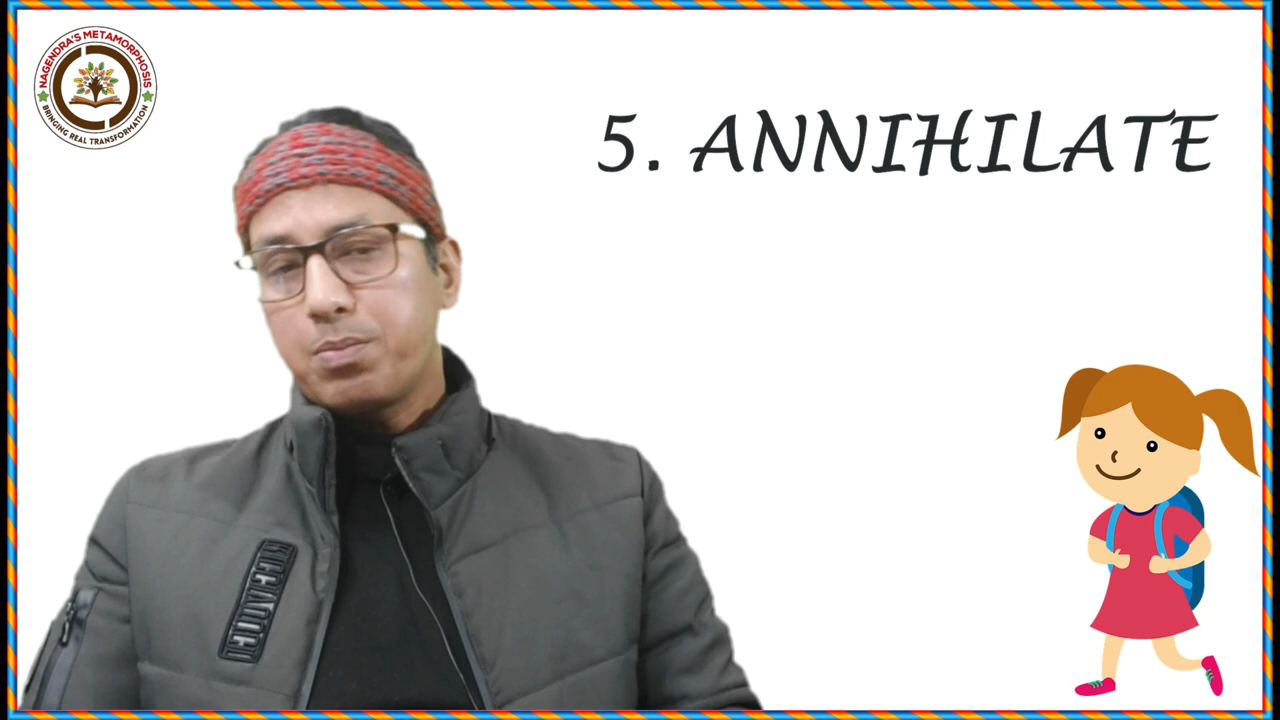 NAGENDRA'S METAMORPHOSIS
BRINGING REAL TRANSFORMATION
5. ANNIHILATE